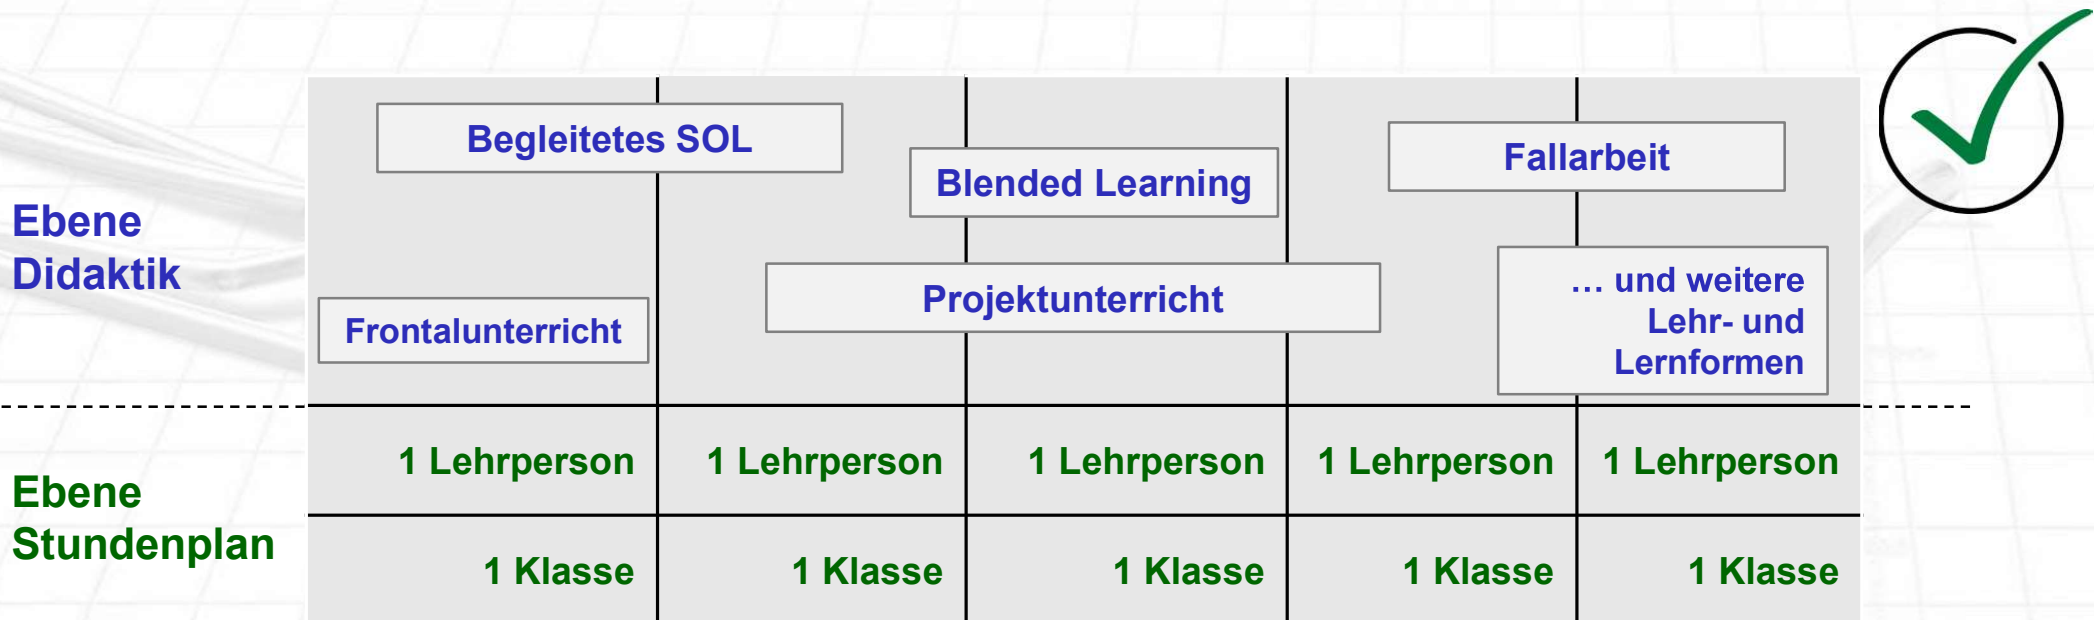 Ebene
Didaktik
Begleitetes SOL
Blended Learning
Fallarbeit
Frontalunterricht
Projektunterricht
… und weitere
Lehr- und
Lernformen
Ebene
Stundenplan
1 Lehrperson 1 Lehrperson 1 Lehrperson 1 Lehrperson 1 Lehrperson
1 Klasse 1 Klasse 1 Klasse 1 Klasse 1 Klasse